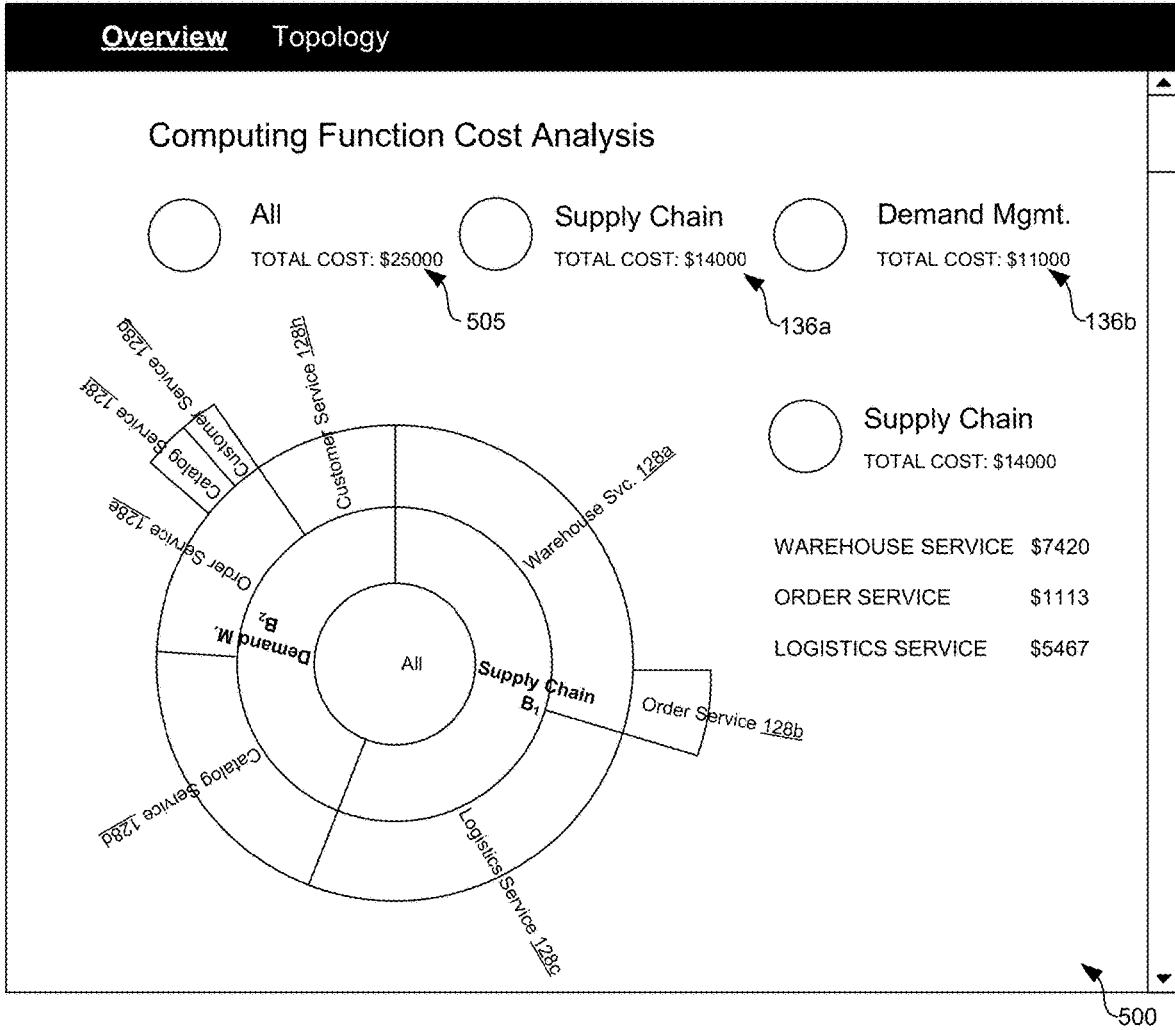 Overview Topology
Computing Function Cost Analysis
All
TOTAL COST: $25000
505
Supply Chain
TOTAL COST: $14000
136a
Demand Mgmt.
TOTAL COST: $11000
136b
Customer Service 128g
Catalog Service 128f
Customer Service 128h
Order Service 128e
Warehouse Svc. 128a
Demand M.
B₂
All
Supply Chain
B₁
Order Service 128b
Catalog Service 128d
Logistics Service 128c
Supply Chain
TOTAL COST: $14000
WAREHOUSE SERVICE $7420
ORDER SERVICE $1113
LOGISTICS SERVICE $5467
500